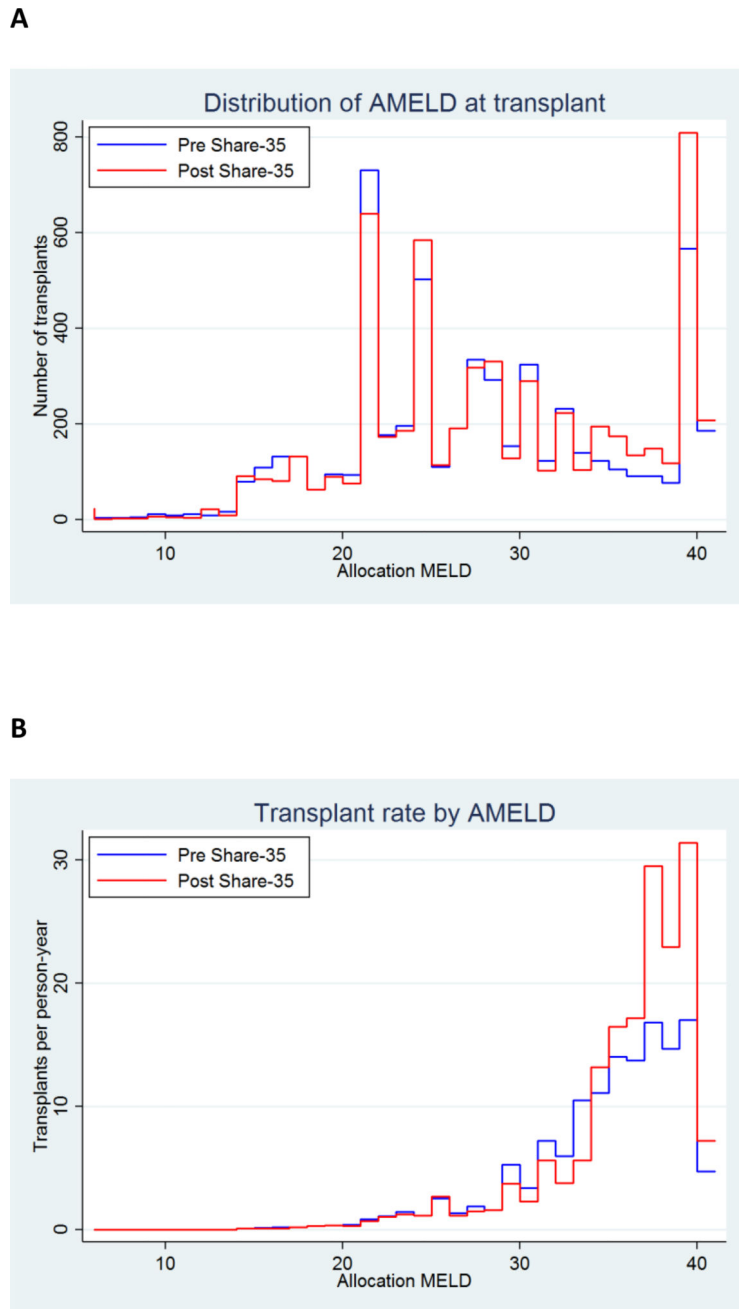 A
Distribution of AMELD at transplant
Pre Share-35
Post Share-35
Number of transplants
800
600
400
200
0
10 20 30 40
Allocation MELD
B
Transplant rate by AMELD
Pre Share-35
Post Share-35
Transplants per person-year
30
20
10
0
10 20 30 40
Allocation MELD